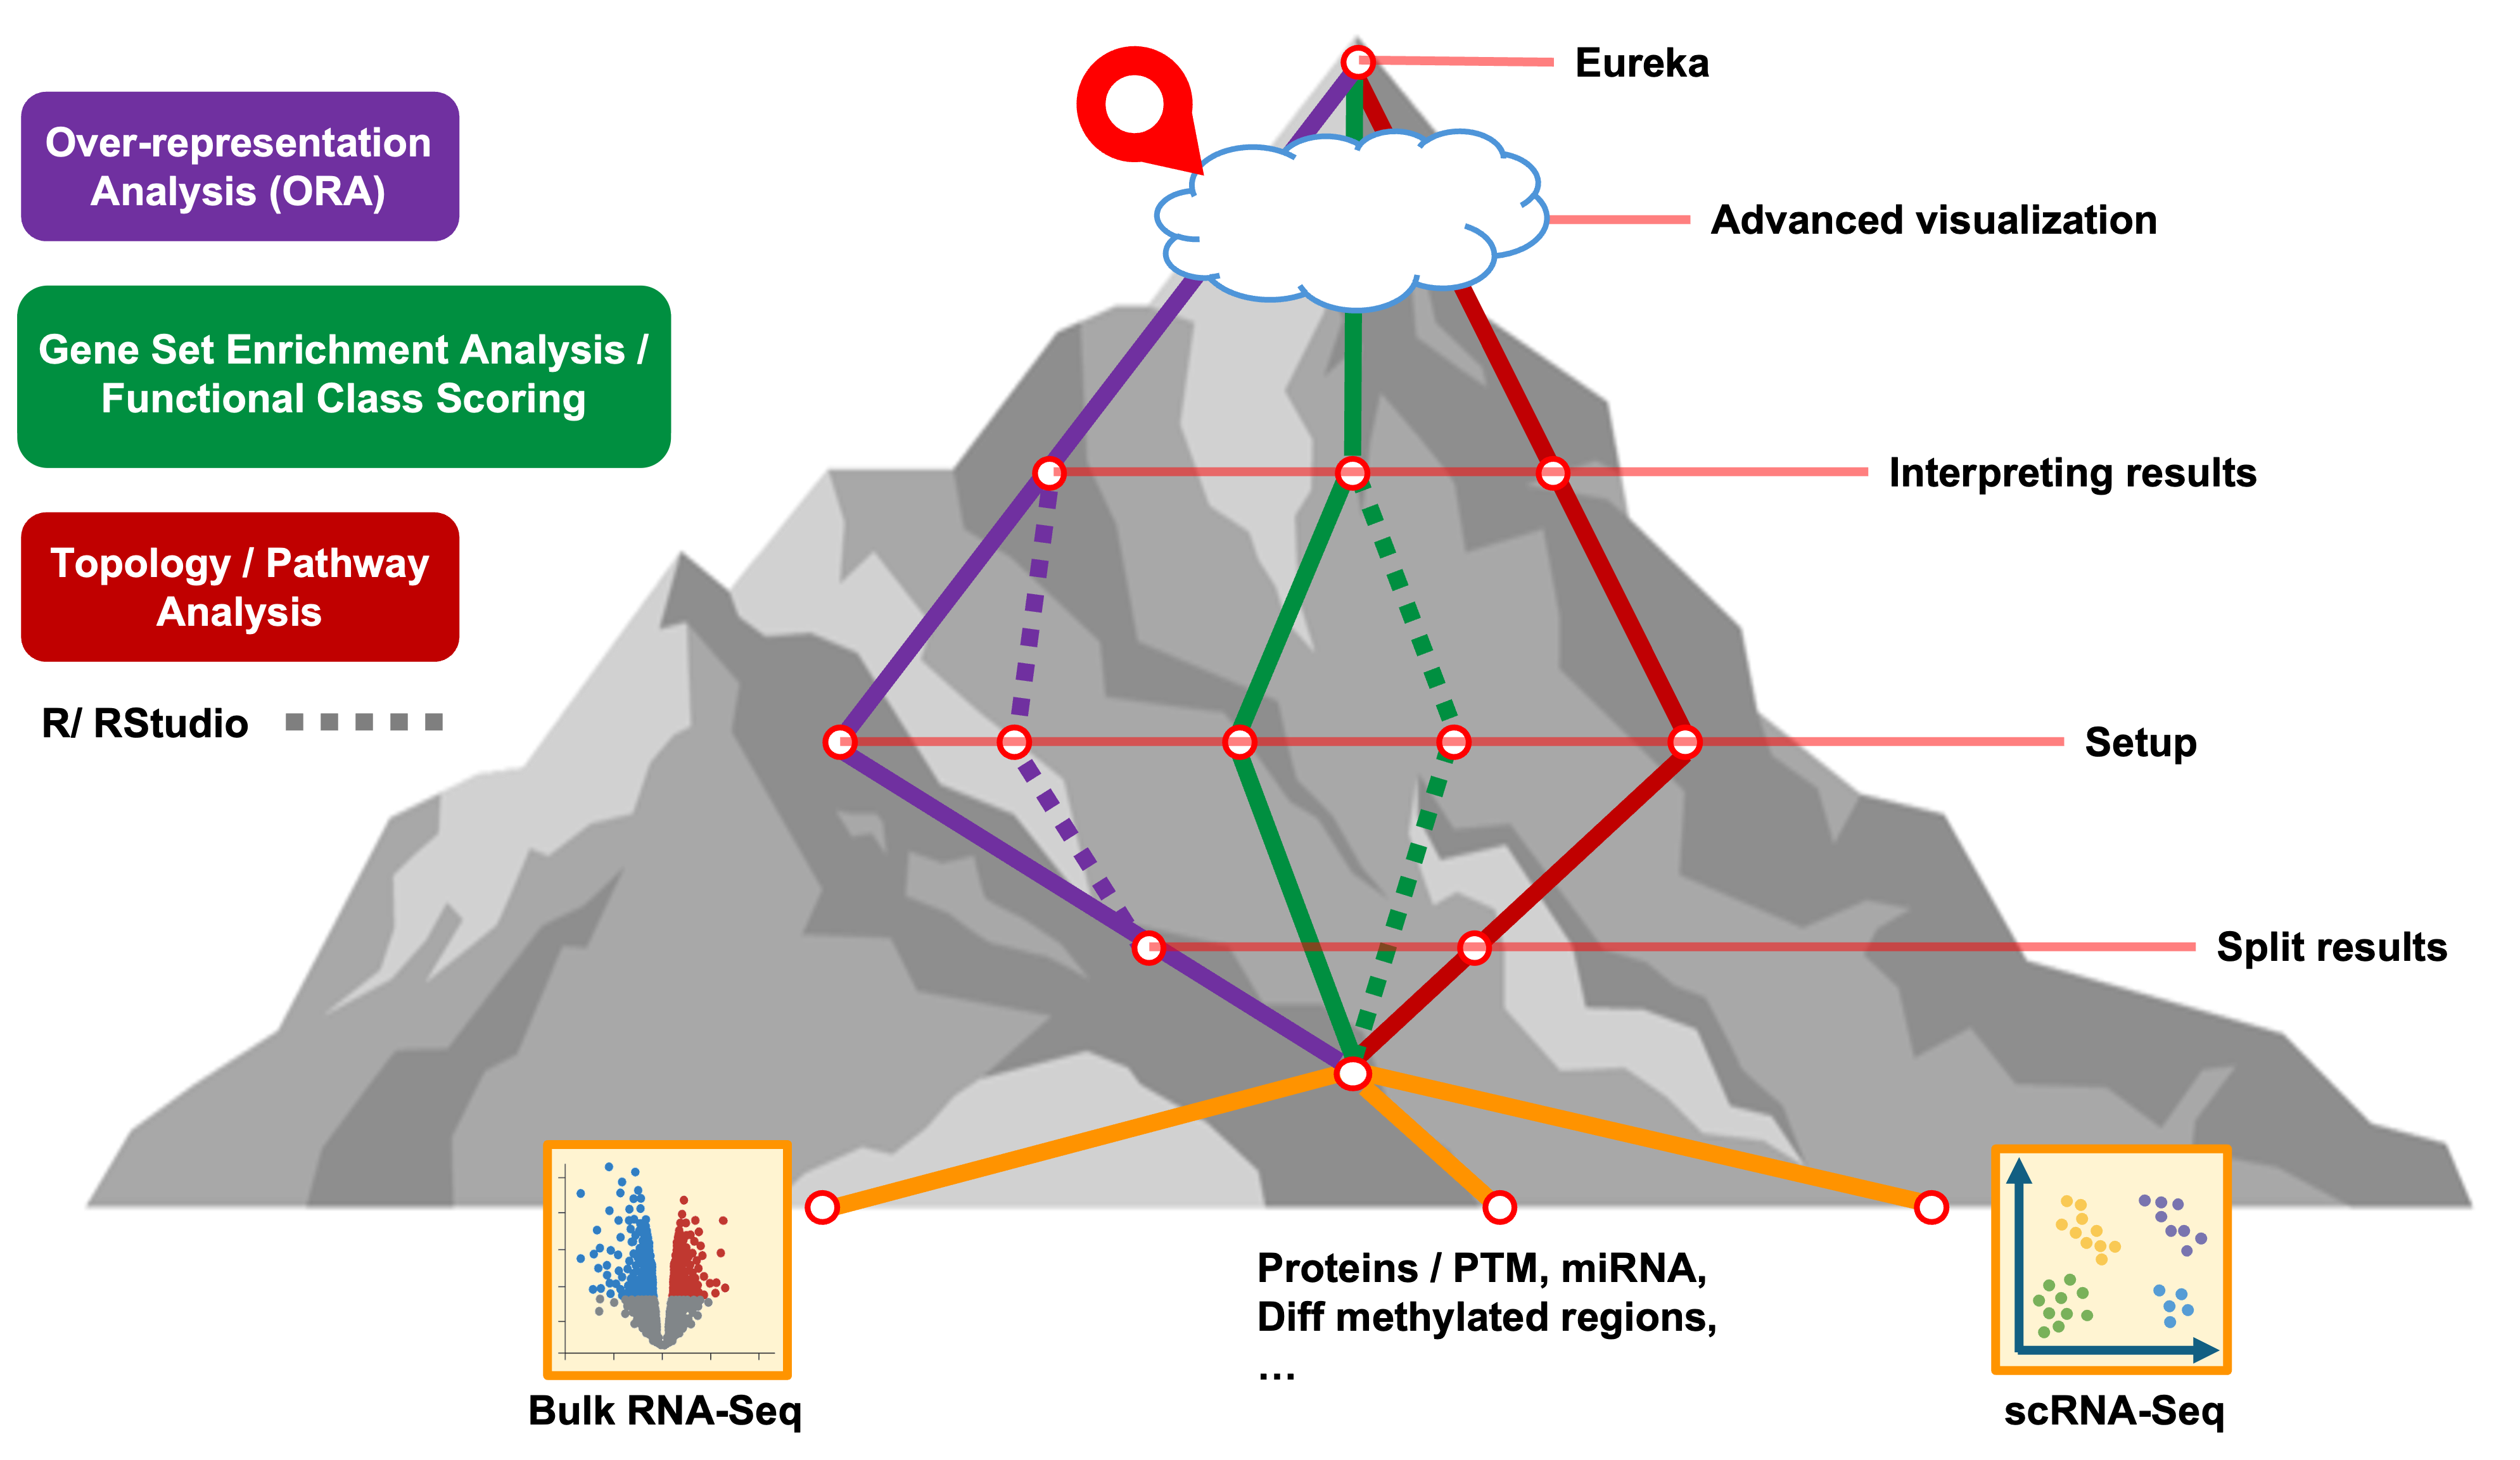 Eureka
Over-representation
Analysis (ORA)
Advanced visualization
Gene Set Enrichment Analysis /
Functional Class Scoring
Interpreting results
Topology / Pathway
Analysis
R/ RStudio
Setup
Split results
Proteins / PTM, miRNA,
Diff methylated regions,
...
Bulk RNA-Seq
scRNA-Seq